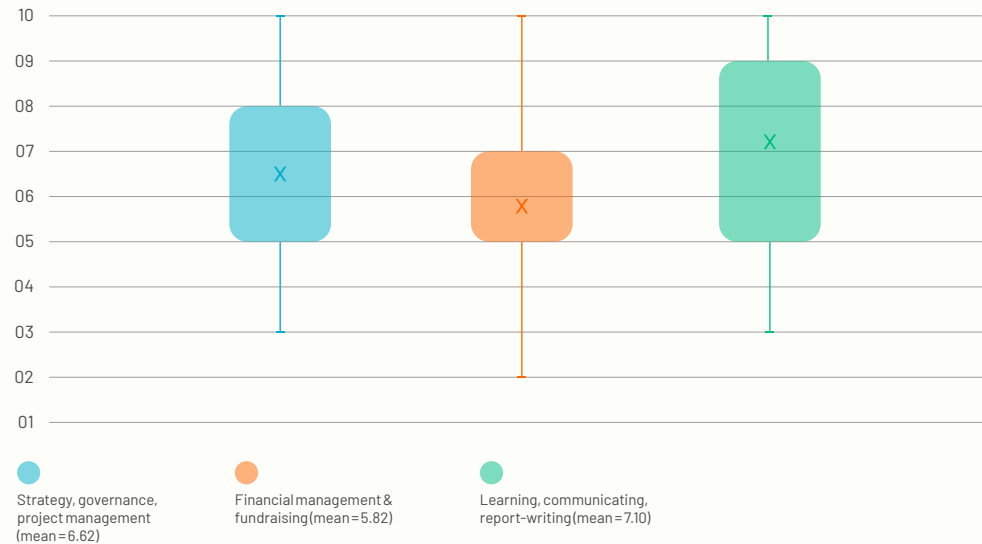 10
09
08
07
06
05
04
03
02
01
X
X
X
Strategy, governance,
project management
(mean=6.62)
Financial management &
fundraising (mean=5.82)
Learning, communicating,
report-writing (mean=7.10)